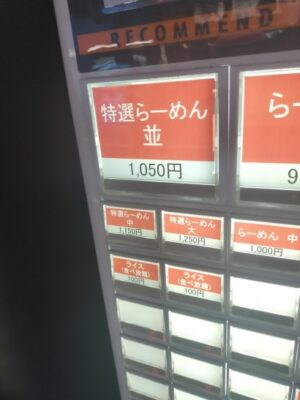 RECOMMEND
特選らーめん
並
1,050円
らー
9
特選らーめん
中
1,150円
特選らーめん
大
1,250円
らーめん 中
1,000円
ライス
(食べ放題)
100円
ライス
(食べ放題)
100円